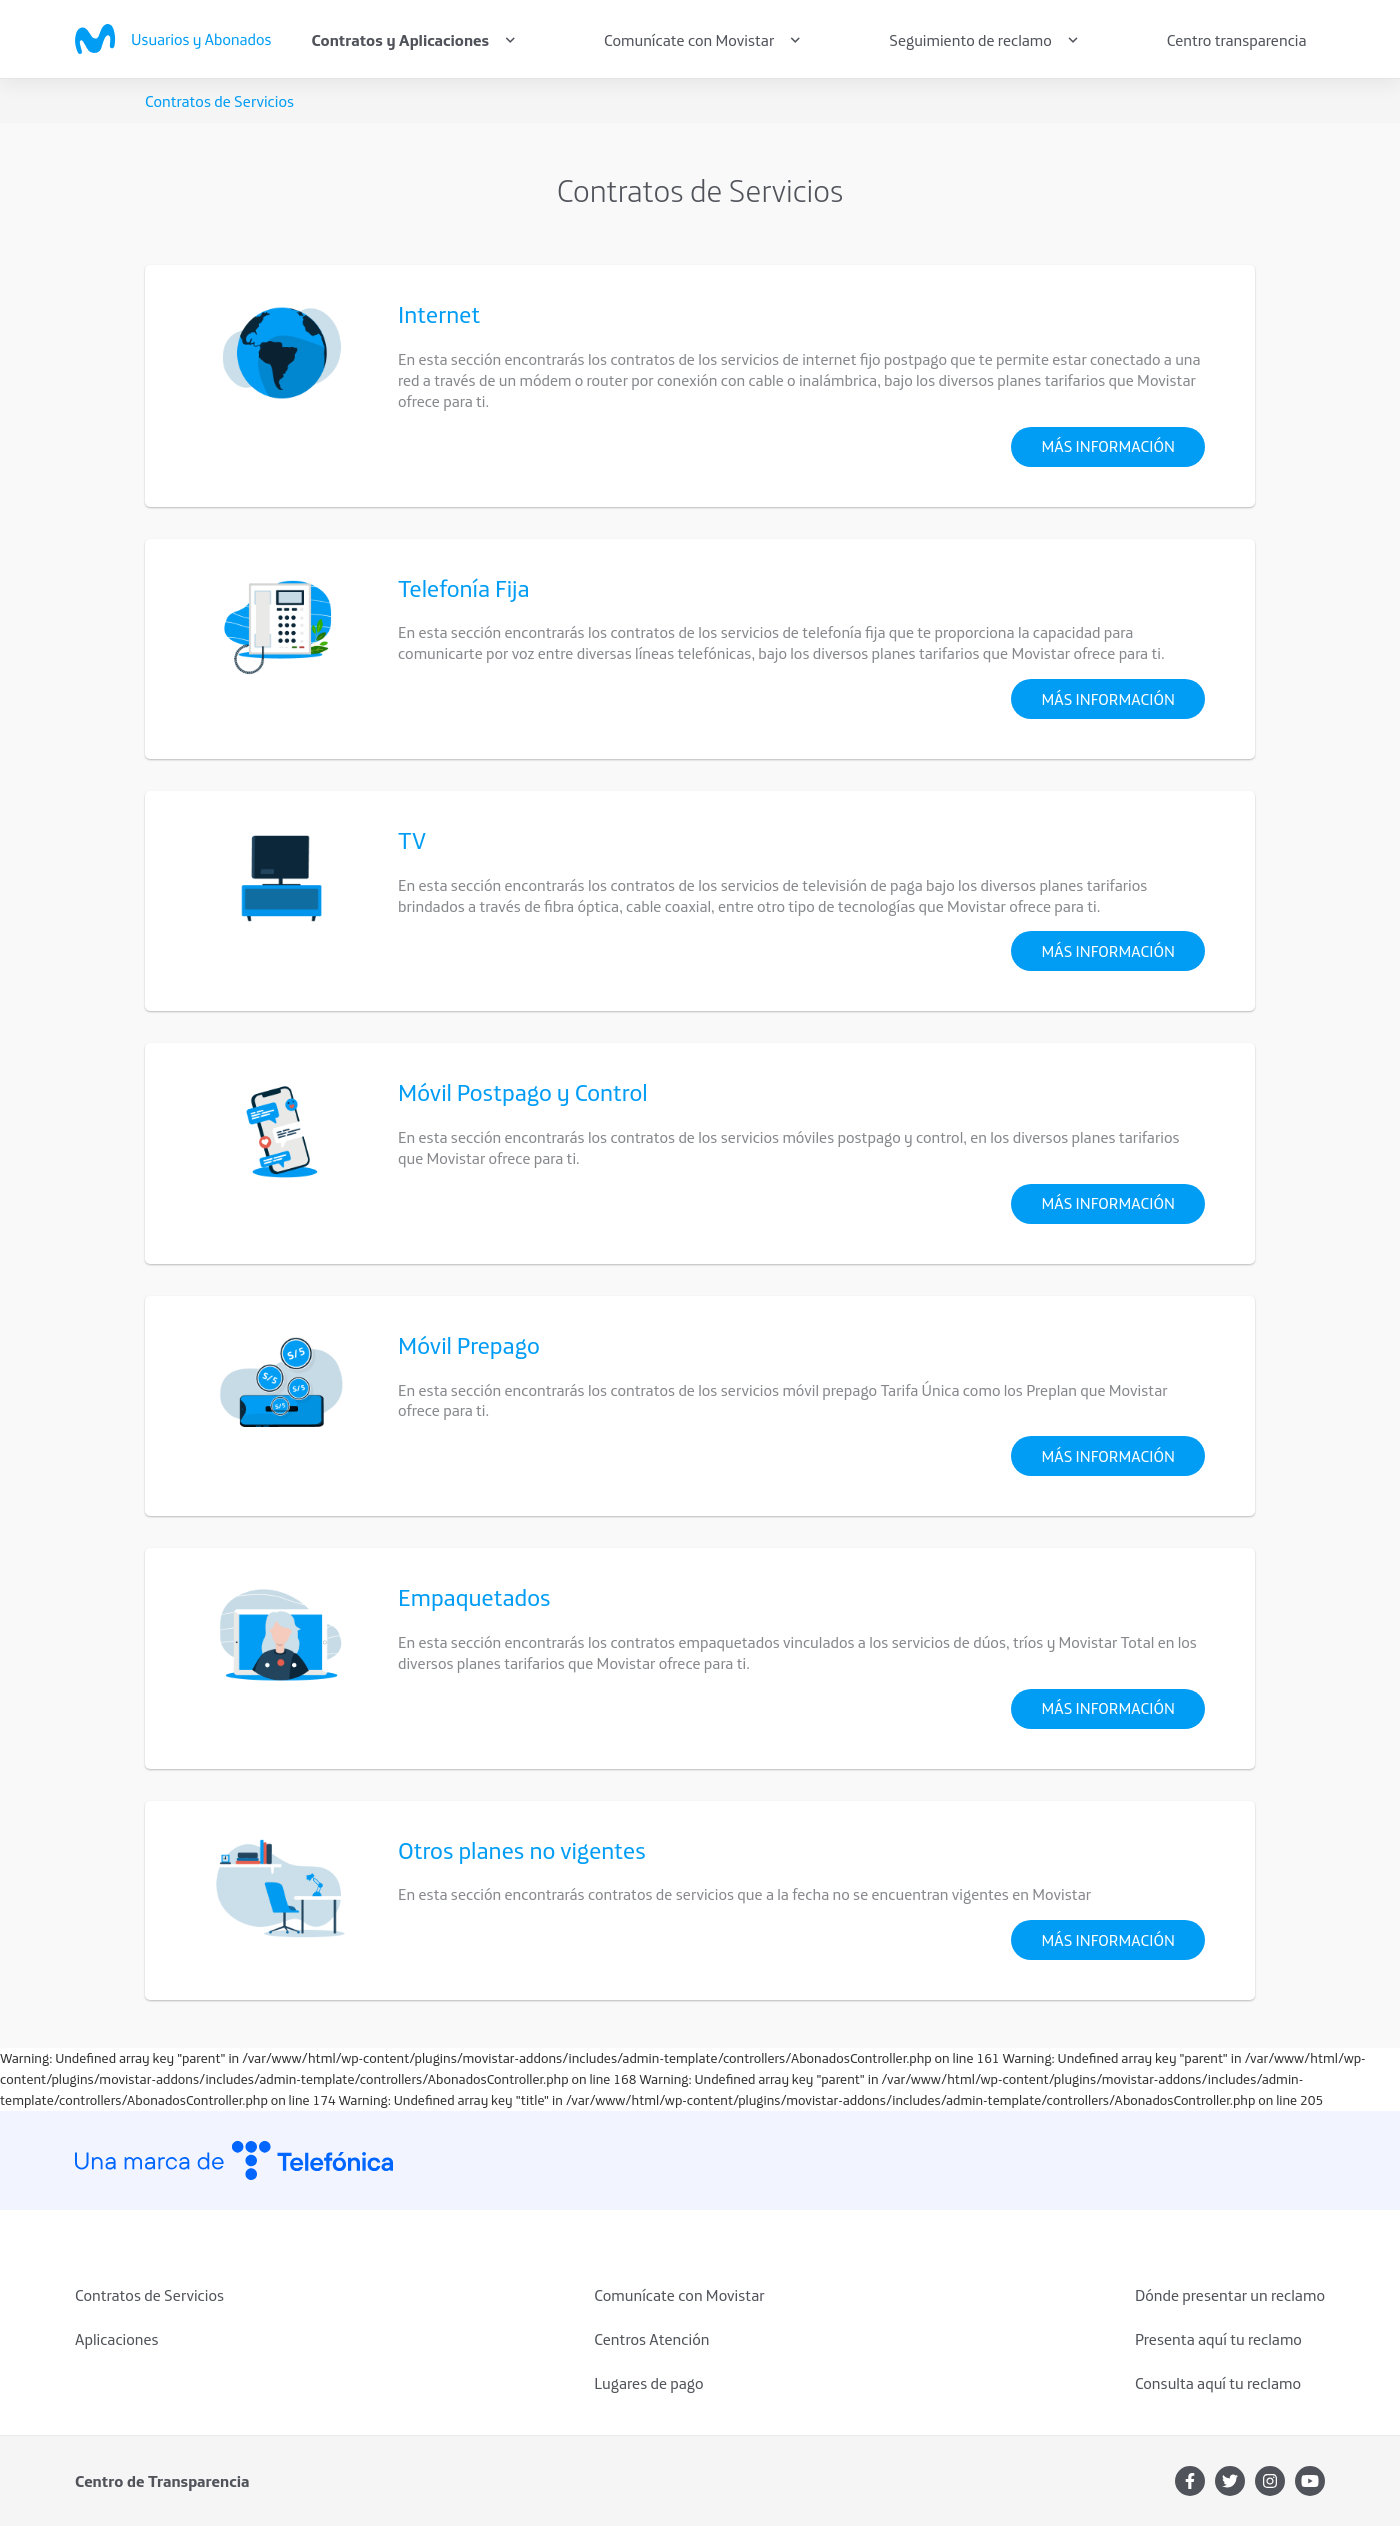 Usuarios y Abonados
Contratos y Aplicaciones
Comunícate con Movistar
Seguimiento de reclamo
Centro transparencia
Contratos de Servicios
Contratos de Servicios
Internet
En esta sección encontrarás los contratos de los servicios de internet fijo postpago que te permite estar conectado a una
red a través de un módem o router por conexión con cable o inalámbrica, bajo los diversos planes tarifarios que Movistar
ofrece para ti.
MÁS INFORMACIÓN
Telefonía Fija
En esta sección encontrarás los contratos de los servicios de telefonía fija que te proporciona la capacidad para
comunicarte por voz entre diversas líneas telefónicas, bajo los diversos planes tarifarios que Movistar ofrece para ti.
MÁS INFORMACIÓN
TV
En esta sección encontrarás los contratos de los servicios de televisión de paga bajo los diversos planes tarifarios
brindados a través de fibra óptica, cable coaxial, entre otro tipo de tecnologías que Movistar ofrece para ti.
MÁS INFORMACIÓN
Móvil Postpago y Control
En esta sección encontrarás los contratos de los servicios móviles postpago y control, en los diversos planes tarifarios
que Movistar ofrece para ti.
MÁS INFORMACIÓN
S/5
S/5
S/5
S/5
Móvil Prepago
En esta sección encontrarás los contratos de los servicios móvil prepago Tarifa Única como los Preplan que Movistar
ofrece para ti.
MÁS INFORMACIÓN
Empaquetados
En esta sección encontrarás los contratos empaquetados vinculados a los servicios de dúos, tríos y Movistar Total en los
diversos planes tarifarios que Movistar ofrece para ti.
MÁS INFORMACIÓN
Otros planes no vigentes
En esta sección encontrarás contratos de servicios que a la fecha no se encuentran vigentes en Movistar
MÁS INFORMACIÓN
Warning: Undefined array key "parent" in /var/www/html/wp-content/plugins/movistar-addons/includes/admin-template/controllers/AbonadosController.php on line 161 Warning: Undefined array key "parent" in /var/www/html/wp-
content/plugins/movistar-addons/includes/admin-template/controllers/AbonadosController.php on line 168 Warning: Undefined array key "parent" in /var/www/html/wp-content/plugins/movistar-addons/includes/admin-
template/controllers/AbonadosController.php on line 174 Warning: Undefined array key "title" in /var/www/html/wp-content/plugins/movistar-addons/includes/admin-template/controllers/AbonadosController.php on line 205
Una marca de Telefónica
Contratos de Servicios
Aplicaciones
Comunícate con Movistar
Centros Atención
Lugares de pago
Dónde presentar un reclamo
Presenta aquí tu reclamo
Consulta aquí tu reclamo
Centro de Transparencia